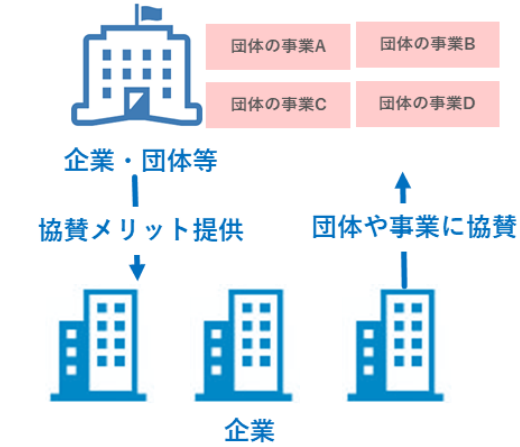 団体の事業A
団体の事業B
団体の事業C
団体の事業D
企業・団体等
協賛メリット提供
団体や事業に協賛
企業